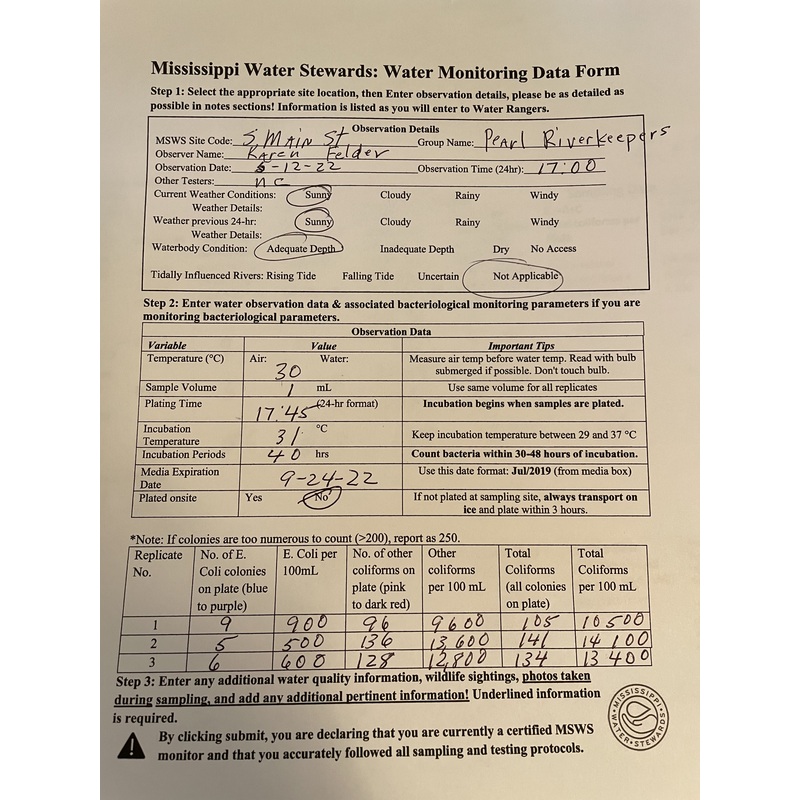 Mississippi Water Stewards: Water Monitoring Data Form
Step 1: Select the appropriate site location, then Enter observation details, please be as detailed as
possible in notes sections! Information is listed as you will enter to Water Rangers.
Observation Details
MSWS Site Code: S Main St Group Name: Pearl Riverkeepers
Observer Name: Karen Felder
Observation Date: 5-12-22 Observation Time (24hr): 17:00
Other Testers: nc
Current Weather Conditions: Sunny Cloudy Rainy Windy
Weather Details:
Weather previous 24-hr: Sunny Cloudy Rainy Windy
Weather Details:
Waterbody Condition: Adequate Depth Inadequate Depth Dry No Access
Tidally Influenced Rivers: Rising Tide Falling Tide Uncertain Not Applicable
Step 2: Enter water observation data & associated bacteriological monitoring parameters if you are
monitoring bacteriological parameters.
Observation Data
Variable Value Important Tips
Temperature (°C) Air: 30 Water: Measure air temp before water temp. Read with bulb
submerged if possible. Don't touch bulb.
Sample Volume 1 mL Use same volume for all replicates
Plating Time 17:45 (24-hr format) Incubation begins when samples are plated.
Incubation
Temperature 31 °C Keep incubation temperature between 29 and 37 °C
Incubation Periods 40 hrs Count bacteria within 30-48 hours of incubation.
Media Expiration
Date 9-24-22 Use this date format: Jul/2019 (from media box)
Plated onsite Yes No If not plated at sampling site, always transport on
ice and plate within 3 hours.
*Note: If colonies are too numerous to count (>200), report as 250.
Replicate No. No. of E. Coli colonies on plate (blue to purple) E. Coli per 100mL No. of other coliforms on plate (pink to dark red) Other coliforms per 100 mL Total Coliforms (all colonies on plate) Total Coliforms per 100 mL
1 9 900 96 9600 105 10500
2 5 500 136 13,600 141 14100
3 6 600 128 12,800 134 13400
Step 3: Enter any additional water quality information, wildlife sightings, photos taken
during sampling, and add any additional pertinent information! Underlined information
is required.
By clicking submit, you are declaring that you are currently a certified MSWS
monitor and that you accurately followed all sampling and testing protocols.
MISSISSIPPI WATER STEWARDS